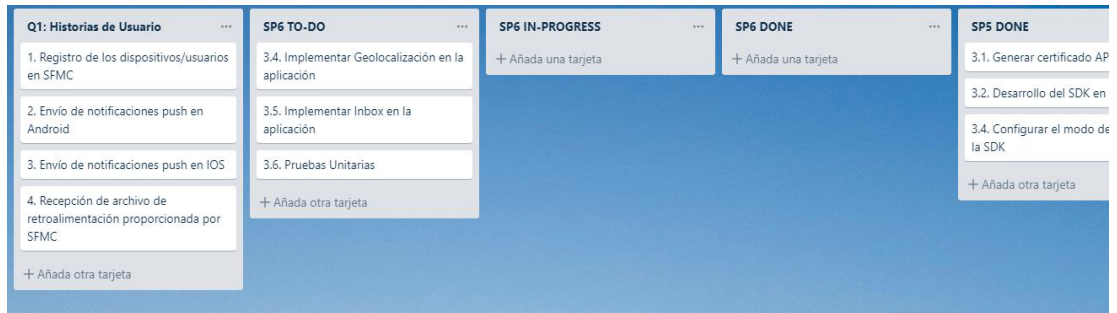 Q1: Historias de Usuario
1. Registro de los dispositivos/usuarios
en SFMC
2. Envío de notificaciones push en
Android
3. Envío de notificaciones push en IOS
4. Recepción de archivo de
retroalimentación proporcionada por
SFMC
+ Añada otra tarjeta
SP6 TO-DO
3.4. Implementar Geolocalización en la
aplicación
3.5. Implementar Inbox en la
aplicación
3.6. Pruebas Unitarias
+ Añada otra tarjeta
SP6 IN-PROGRESS
+ Añada una tarjeta
SP6 DONE
+ Añada una tarjeta
SP5 DONE
3.1. Generar certificado AP
3.2. Desarrollo del SDK en
3.4. Configurar el modo de
la SDK
+ Añada otra tarjeta